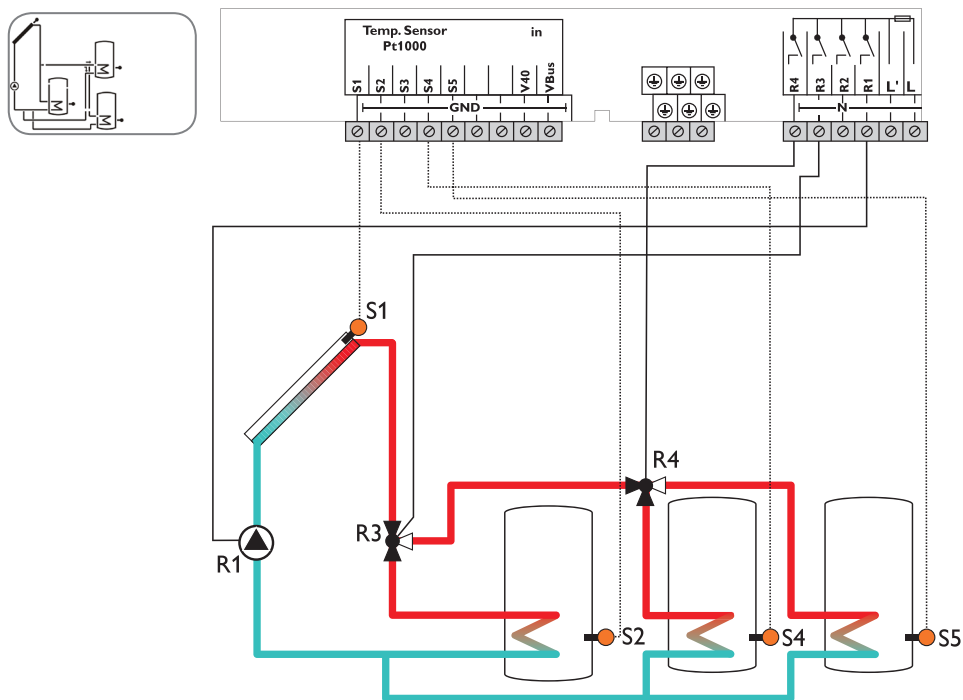 Temp. Sensor in
Pt1000
S1 S2 S3 S4 S5 V40 VBus
GND
R4 R3 R2 R1 L' L
N
S1
R4
R3
R1
S2
S4
S5